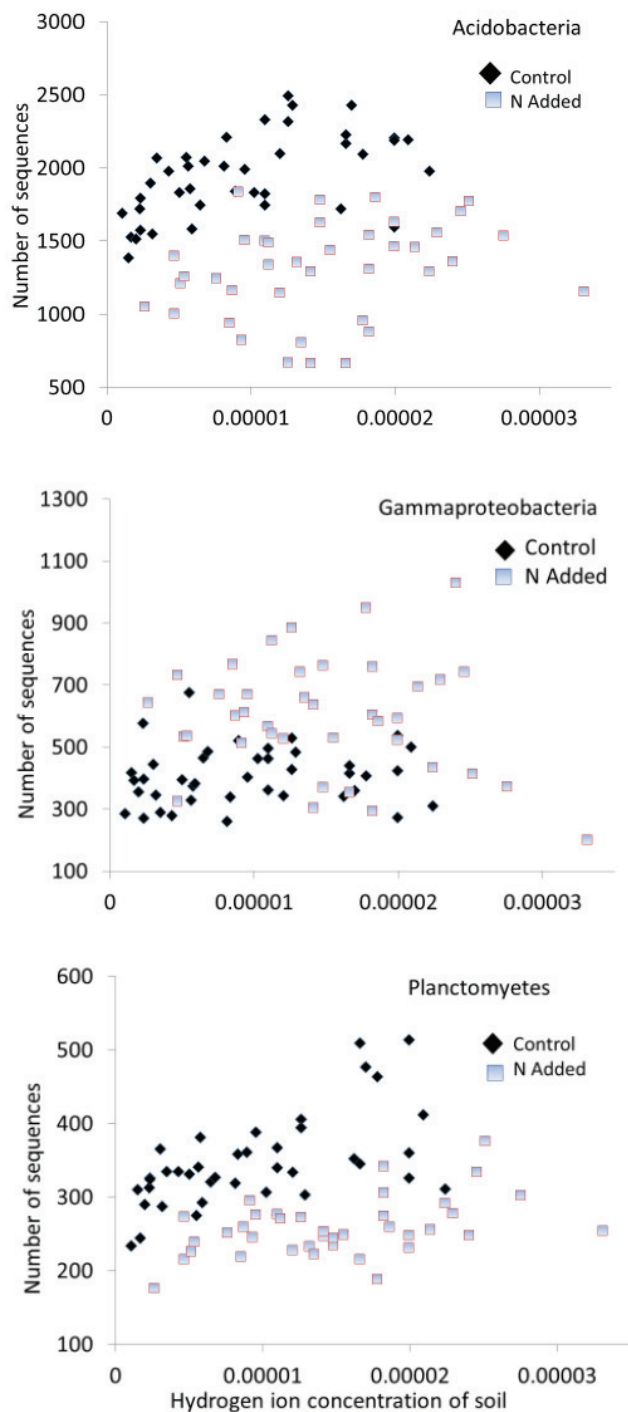 Acidobacteria
Control
N Added
Number of sequences
3000
2500
2000
1500
1000
500
0 0.00001 0.00002 0.00003
Gammaproteobacteria
Control
N Added
Number of sequences
1300
1100
900
700
500
300
100
0 0.00001 0.00002 0.00003
Planctomyetes
Control
N Added
Number of sequences
600
500
400
300
200
100
0 0.00001 0.00002 0.00003
Hydrogen ion concentration of soil